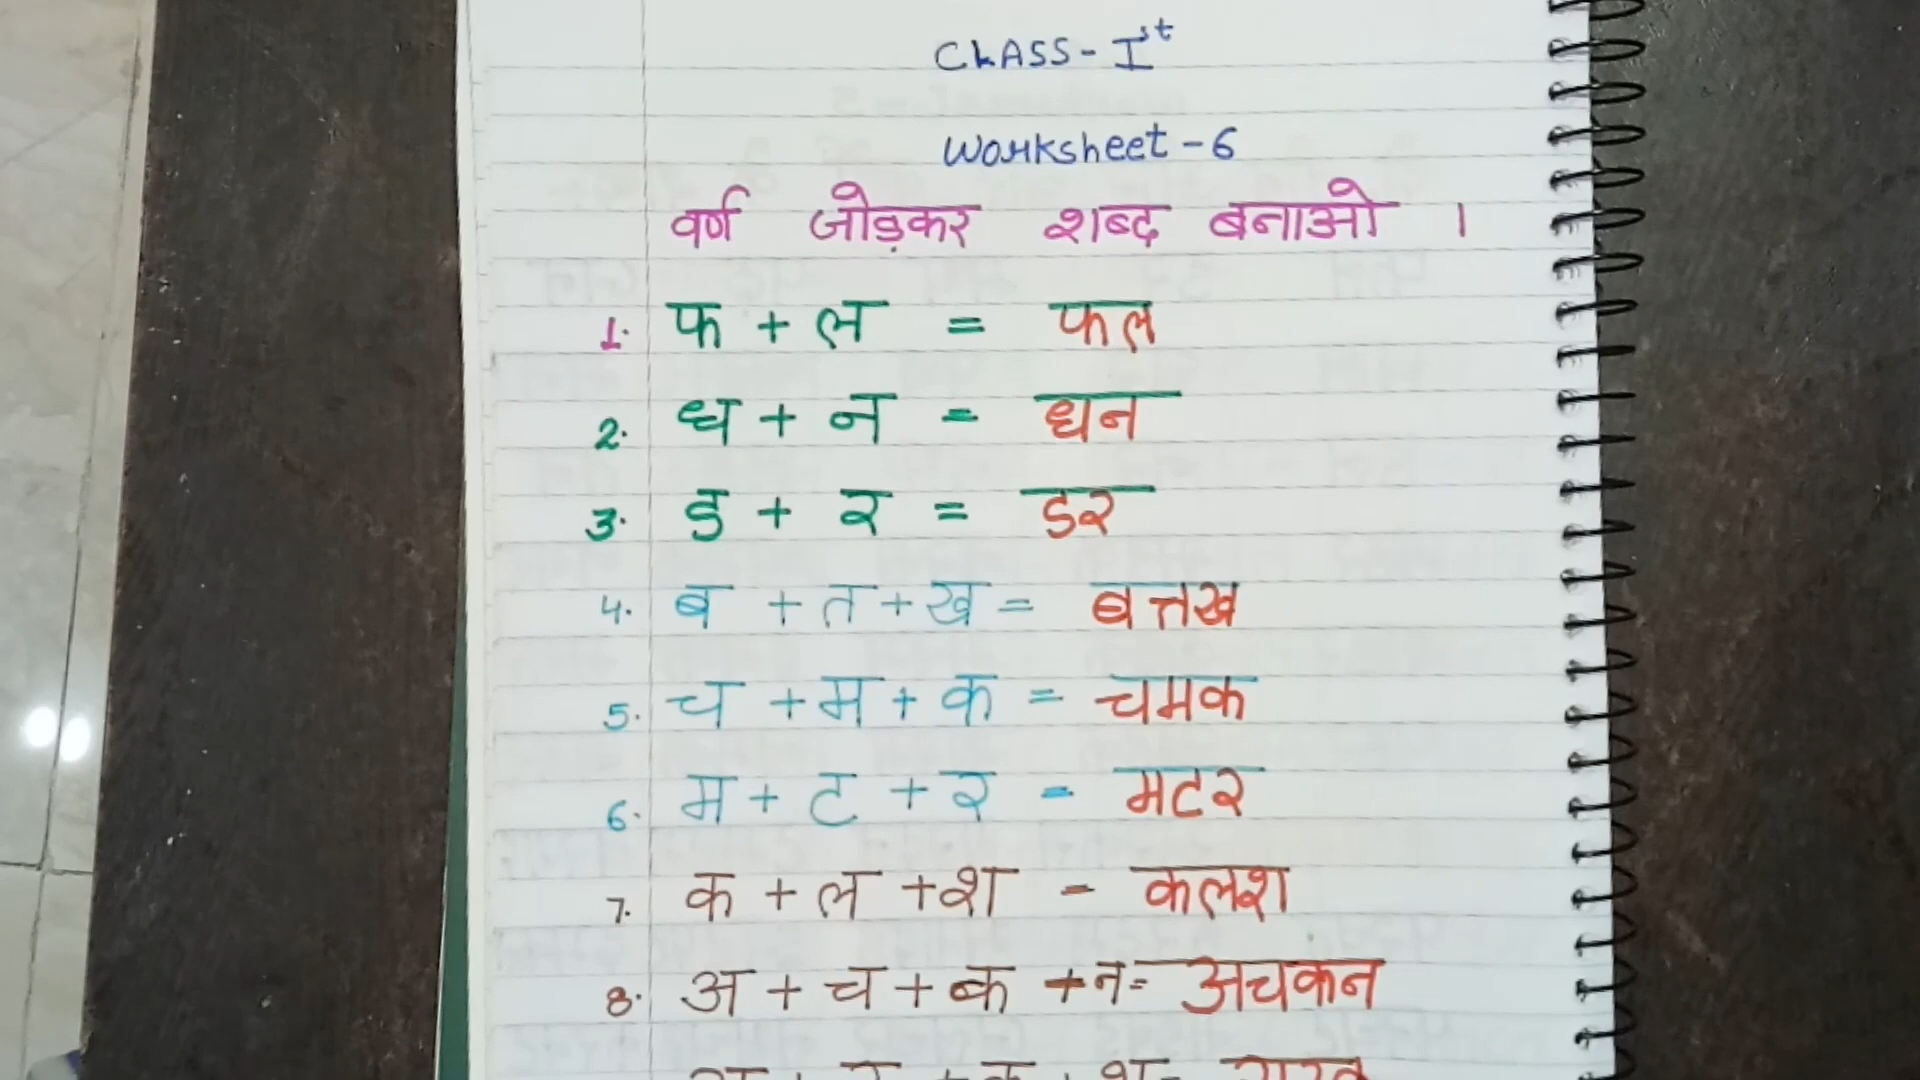 CLASS - Ist
Worksheet - 6
वर्ण जोड़कर शब्द बनाओ ।
1. फ + ल = फल
2. ध + न = धन
3. ड + र = डर
4. ब + त + ख = बत्तख
5. च + म + क = चमक
6. म + ट + र - मटर
7. क + ल + श - कलश
8. अ + च + क + न = अचकन